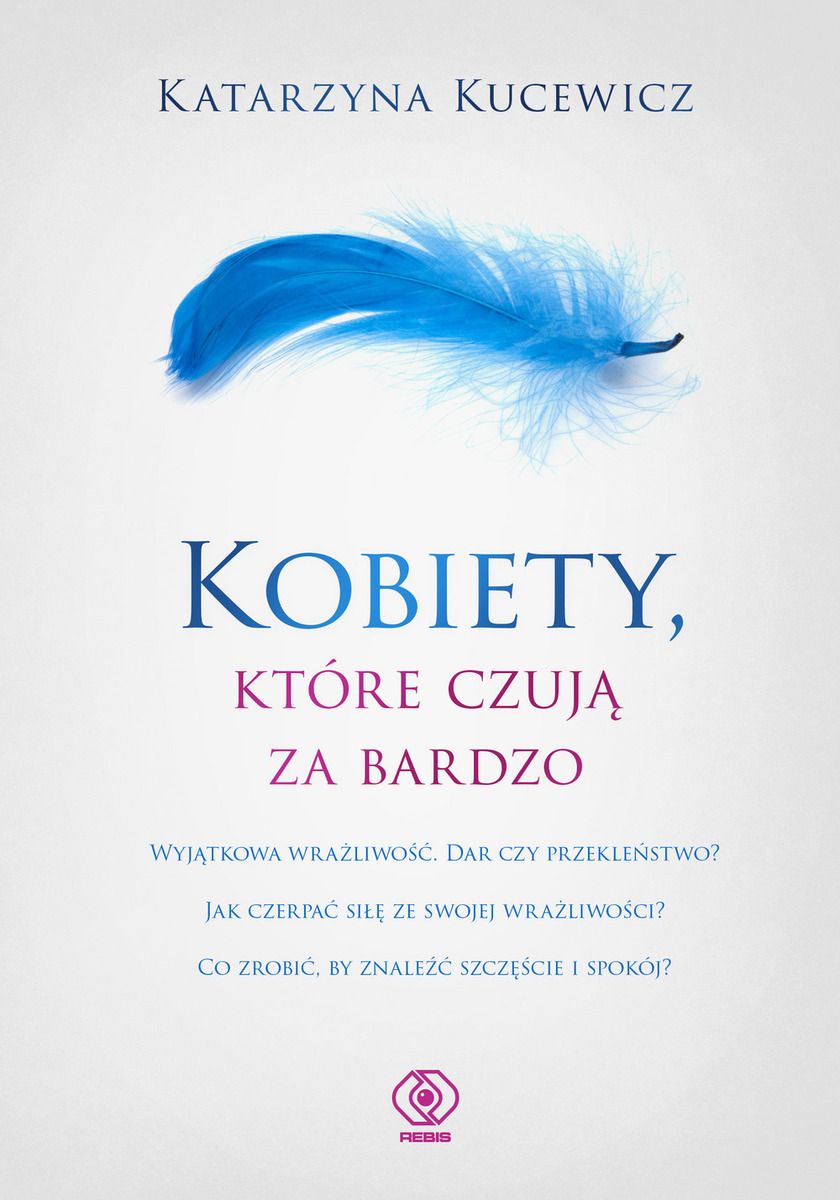 Katarzyna Kucewicz
Kobiety,
które czują
za bardzo
Wyjątkowa wrażliwość. Dar czy przekleństwo?
Jak czerpać siłę ze swojej wrażliwości?
Co zrobić, by znaleźć szczęście i spokój?
REBIS